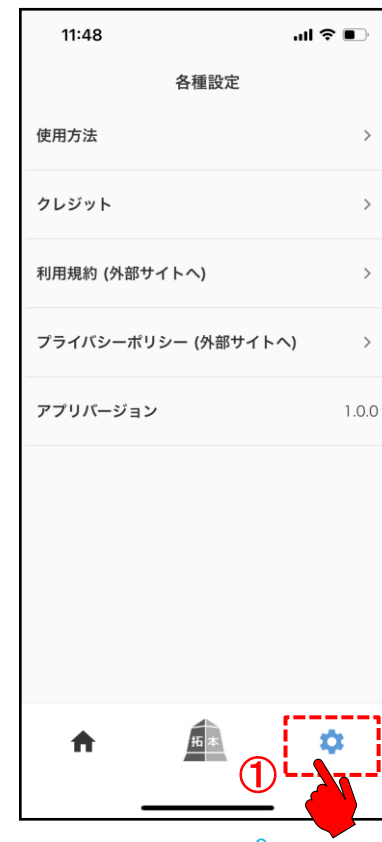 11:48
各種設定
使用方法
クレジット
利用規約 (外部サイトへ)
プライバシーポリシー (外部サイトへ)
アプリバージョン 1.0.0
拓本
①